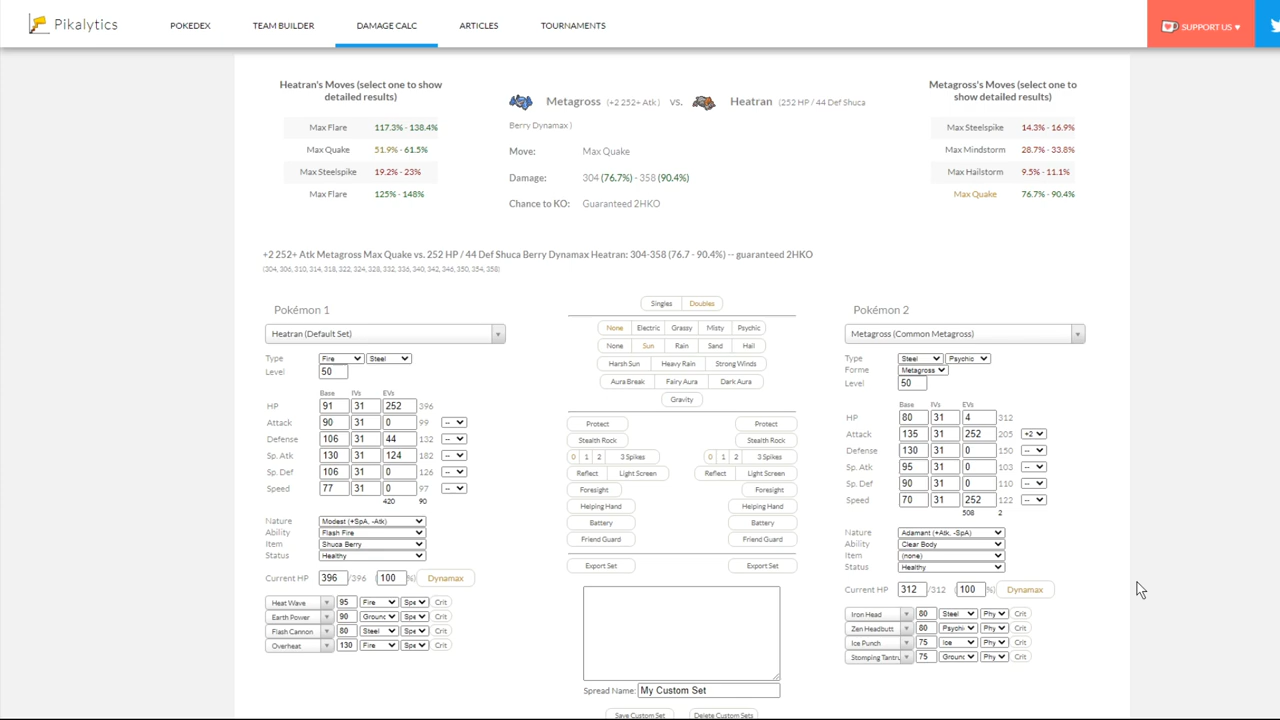 Pikalytics
POKEDEX
TEAM BUILDER
DAMAGE CALC
ARTICLES
TOURNAMENTS
SUPPORT US ▾
Heatran's Moves (select one to show
detailed results)
Max Flare 117.3% - 138.4%
Max Quake 51.9% - 61.5%
Max Steelspike 19.2% - 23%
Max Flare 125% - 148%
Metagross (+2 252+ Atk ) vs. Heatran (252 HP / 44 Def Shuca
Berry Dynamax )
Move: Max Quake
Damage: 304 (76.7%) - 358 (90.4%)
Chance to KO: Guaranteed 2HKO
Metagross's Moves (select one to
show detailed results)
Max Steelspike 14.3% - 16.9%
Max Mindstorm 28.7% - 33.8%
Max Hailstorm 9.5% - 11.1%
Max Quake 76.7% - 90.4%
+2 252+ Atk Metagross Max Quake vs. 252 HP / 44 Def Shuca Berry Dynamax Heatran: 304-358 (76.7 - 90.4%) -- guaranteed 2HKO
(304, 306, 310, 314, 318, 322, 324, 328, 332, 336, 340, 342, 346, 350, 354, 358)
Pokémon 1
Heatran (Default Set)
Type Fire Steel
Level 50
Base IVs EVs
HP 91 31 252 396
Attack 90 31 0 99 --
Defense 106 31 44 132 --
Sp. Atk 130 31 124 182 --
Sp. Def 106 31 0 126 --
Speed 77 31 0 97 --
420 90
Nature Modest (+SpA, -Atk)
Ability Flash Fire
Item Shuca Berry
Status Healthy
Current HP 396 /396 ( 100 %) Dynamax
Heat Wave 95 Fire Spe Crit
Earth Power 90 Ground Spe Crit
Flash Cannon 80 Steel Spe Crit
Overheat 130 Fire Spe Crit
Singles Doubles
None Electric Grassy Misty Psychic
None Sun Rain Sand Hail
Harsh Sun Heavy Rain Strong Winds
Aura Break Fairy Aura Dark Aura
Gravity
Protect Protect
Stealth Rock Stealth Rock
0 1 2 3 Spikes 0 1 2 3 Spikes
Reflect Light Screen Reflect Light Screen
Foresight Foresight
Helping Hand Helping Hand
Battery Battery
Friend Guard Friend Guard
Export Set Export Set
Spread Name: My Custom Set
Save Custom Set Delete Custom Sets
Pokémon 2
Metagross (Common Metagross)
Type Steel Psychic
Forme Metagross
Level 50
Base IVs EVs
HP 80 31 4 312
Attack 135 31 252 205 +2
Defense 130 31 0 150 --
Sp. Atk 95 31 0 103 --
Sp. Def 90 31 0 110 --
Speed 70 31 252 122 --
508 2
Nature Adamant (+Atk, -SpA)
Ability Clear Body
Item (none)
Status Healthy
Current HP 312 /312 ( 100 %) Dynamax
Iron Head 80 Steel Phy Crit
Zen Headbutt 80 Psychi Phy Crit
Ice Punch 75 Ice Phy Crit
Stomping Tantru 75 Ground Phy Crit